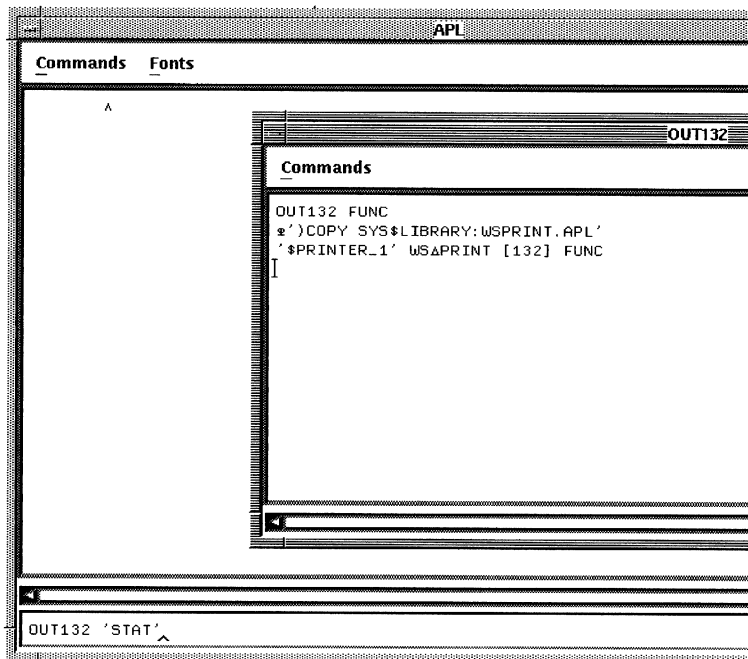 APL
Commands Fonts
OUT132
Commands
OUT132 FUNC
⍎')COPY SYS$LIBRARY:WSPRINT.APL'
'$PRINTER_1' WS∆PRINT [132] FUNC
OUT132 'STAT'